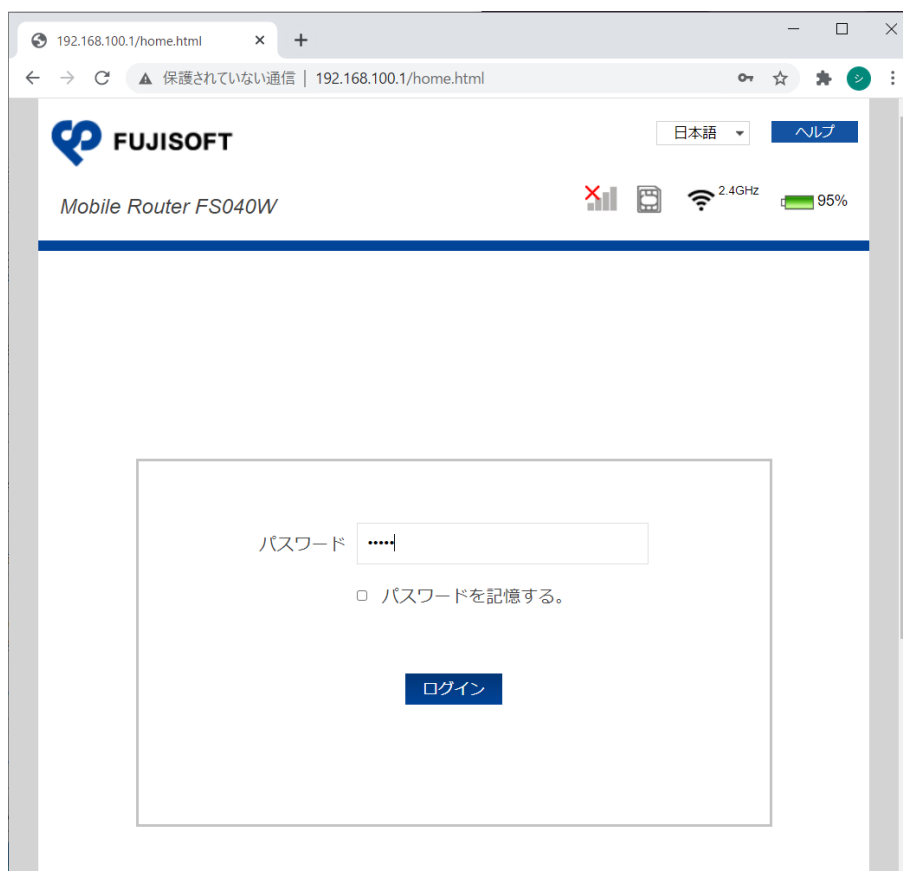 192.168.100.1/home.html
保護されていない通信 | 192.168.100.1/home.html
シ
FUJISOFT
日本語
ヘルプ
Mobile Router FS040W
2.4GHz
95%
パスワード •••••
パスワードを記憶する。
ログイン